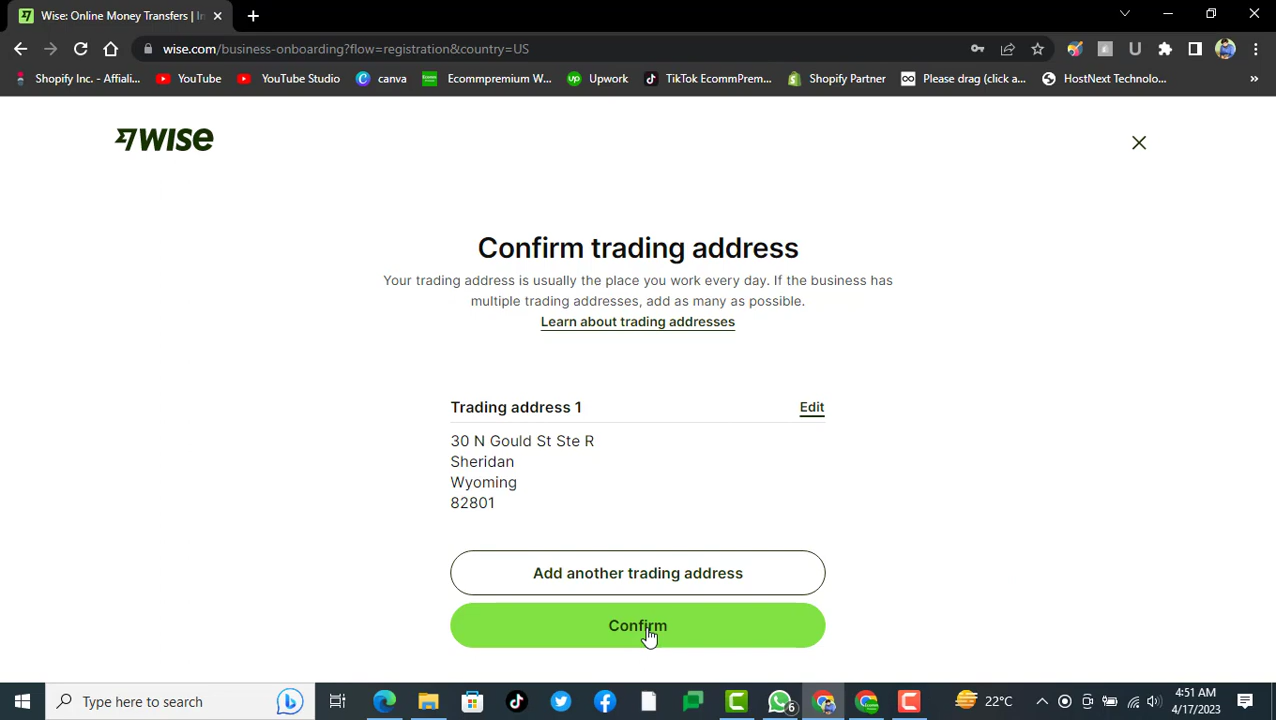 Wise: Online Money Transfers | In
wise.com/business-onboarding?flow=registration&country=US
Shopify Inc. - Affiliat...
YouTube
YouTube Studio
canva
Ecommpremium W...
Upwork
TikTok EcommPrem...
Shopify Partner
Please drag (click a...
HostNext Technolo...
»
WISE
Confirm trading address
Your trading address is usually the place you work every day. If the business has
multiple trading addresses, add as many as possible.
Learn about trading addresses
Trading address 1
Edit
30 N Gould St Ste R
Sheridan
Wyoming
82801
Add another trading address
Confirm
Type here to search
6
22°C
4:51 AM
4/17/2023